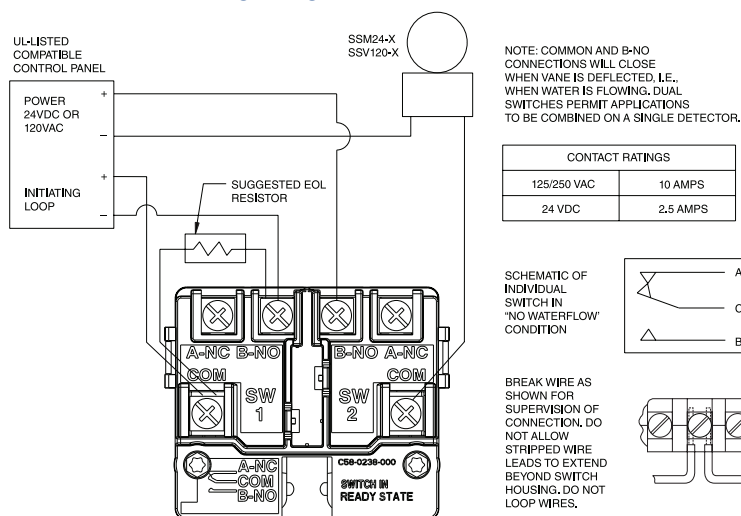 UL-LISTED
COMPATIBLE
CONTROL PANEL
POWER
24VDC OR
120VAC
+
–
INITIATING
LOOP
+
–
SSM24-X
SSV120-X
SUGGESTED EOL
RESISTOR
NOTE: COMMON AND B-NO
CONNECTIONS WILL CLOSE
WHEN VANE IS DEFLECTED, I.E.,
WHEN WATER IS FLOWING. DUAL
SWITCHES PERMIT APPLICATIONS
TO BE COMBINED ON A SINGLE DETECTOR.
CONTACT RATINGS
125/250 VAC 10 AMPS
24 VDC 2.5 AMPS
SCHEMATIC OF
INDIVIDUAL
SWITCH IN
"NO WATERFLOW'
CONDITION
A
C
B
BREAK WIRE AS
SHOWN FOR
SUPERVISION OF
CONNECTION. DO
NOT ALLOW
STRIPPED WIRE
LEADS TO EXTEND
BEYOND SWITCH
HOUSING. DO NOT
LOOP WIRES.
A-NC B-NO B-NO A-NC
COM COM
SW
1
SW
2
A-NC
COM
B-NO
C58-0238-000
SWITCH IN
READY STATE